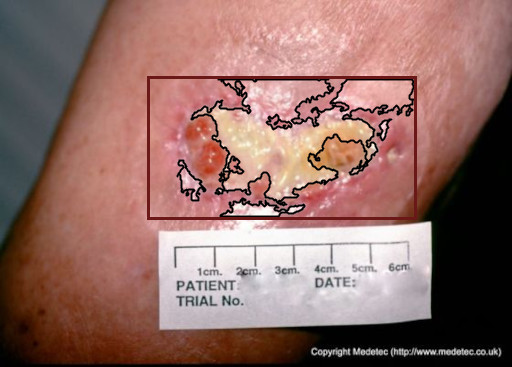 1cm. 2cm. 3cm. 4cm. 5cm. 6cm
PATIENT. DATE:
TRIAL No.
Copyright Medetec (http://www.medetec.co.uk)